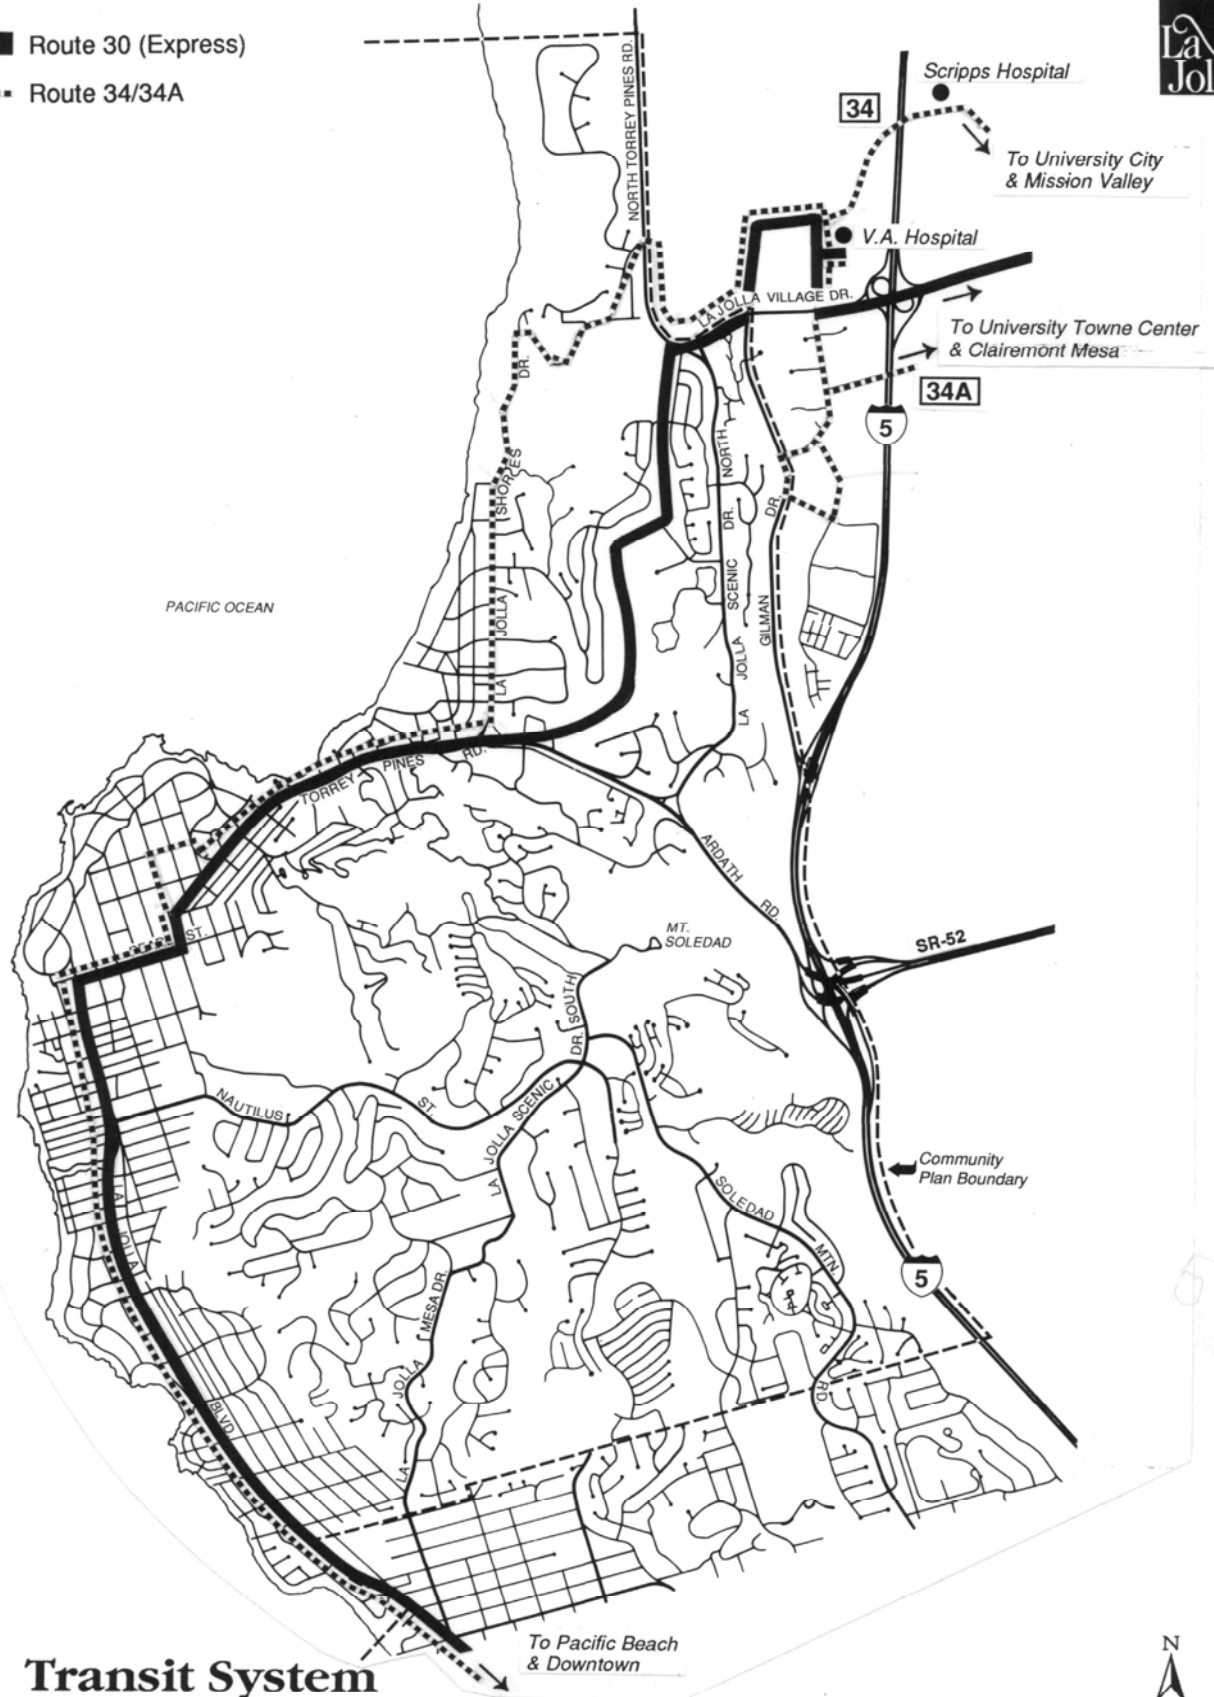 Route 30 (Express)
Route 34/34A
La
Jol
NORTH TORREY PINES RD.
Scripps Hospital
34
To University City
& Mission Valley
V.A. Hospital
LA JOLLA VILLAGE DR.
To University Towne Center
& Clairemont Mesa
34A
5
LA JOLLA SHORES DR.
LA JOLLA SCENIC DR. NORTH
GILMAN DR.
PACIFIC OCEAN
TORREY PINES RD.
ARDATH RD.
MT.
SOLEDAD
SR-52
ST.
NAUTILUS ST.
LA JOLLA SCENIC DR. SOUTH
Community
Plan Boundary
SOLEDAD MTN. RD.
5
LA JOLLA MESA DR.
LA JOLLA BLVD.
To Pacific Beach
& Downtown
Transit System
N